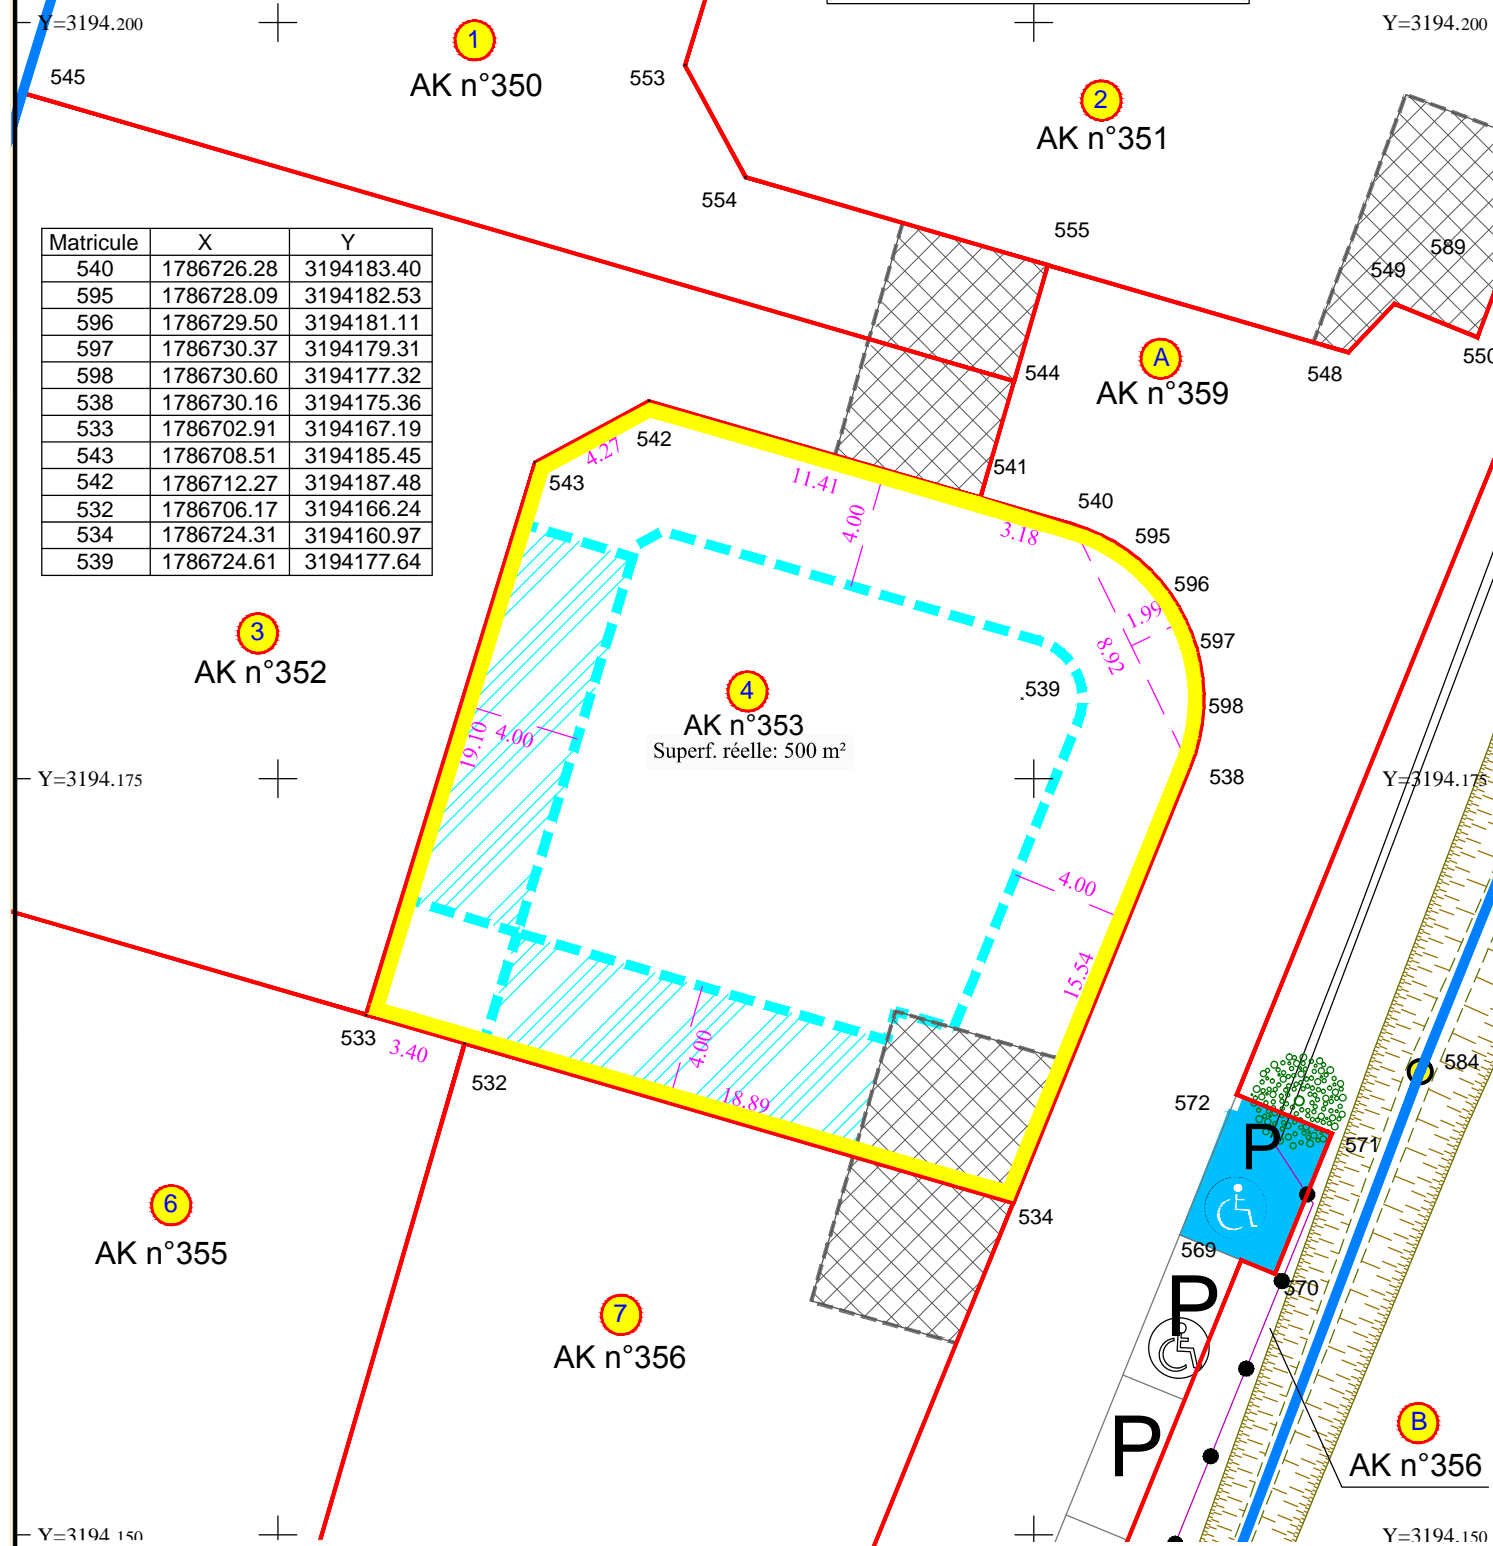 Y=3194.200
Y=3194.200
1
AK n°350
545
553
2
AK n°351
554
555
589
549
Matricule X Y
540 1786726.28 3194183.40
595 1786728.09 3194182.53
596 1786729.50 3194181.11
597 1786730.37 3194179.31
598 1786730.60 3194177.32
538 1786730.16 3194175.36
533 1786702.91 3194167.19
543 1786708.51 3194185.45
542 1786712.27 3194187.48
532 1786706.17 3194166.24
534 1786724.31 3194160.97
539 1786724.61 3194177.64
A
AK n°359
544
548
550
542
4.27
543
11.41
541
4.00
540
3.18
595
596
1.99
597
8.92
598
538
539
3
AK n°352
4
AK n°353
Superf. réelle: 500 m²
19.10
4.00
Y=3194.175
Y=3194.175
4.00
15.54
533
3.40
532
4.00
18.89
534
584
572
571
P
569
570
P
P
6
AK n°355
7
AK n°356
B
AK n°356
Y=3194.150
Y=3194.150